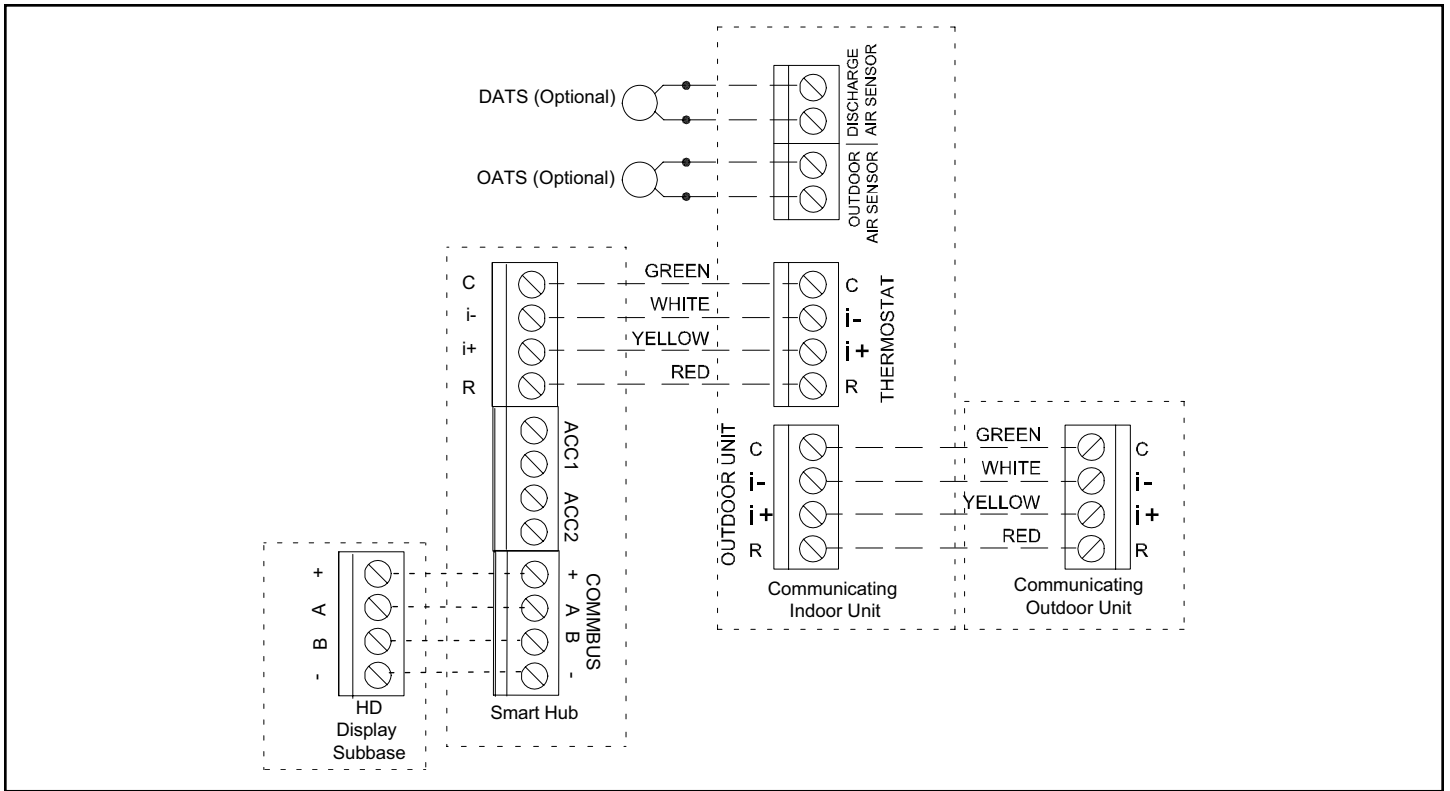 DATS (Optional)
DISCHARGE
AIR SENSOR
OATS (Optional)
OUTDOOR
AIR SENSOR
C
GREEN
C
i-
WHITE
i-
i+
YELLOW
i+
R
RED
R
THERMOSTAT
ACC1
ACC2
OUTDOOR UNIT
C
GREEN
C
i-
WHITE
i-
i+
YELLOW
i+
R
RED
R
Communicating
Indoor Unit
Communicating
Outdoor Unit
+
+
A
A
B
B
-
-
COMMBUS
HD
Display
Subbase
Smart Hub